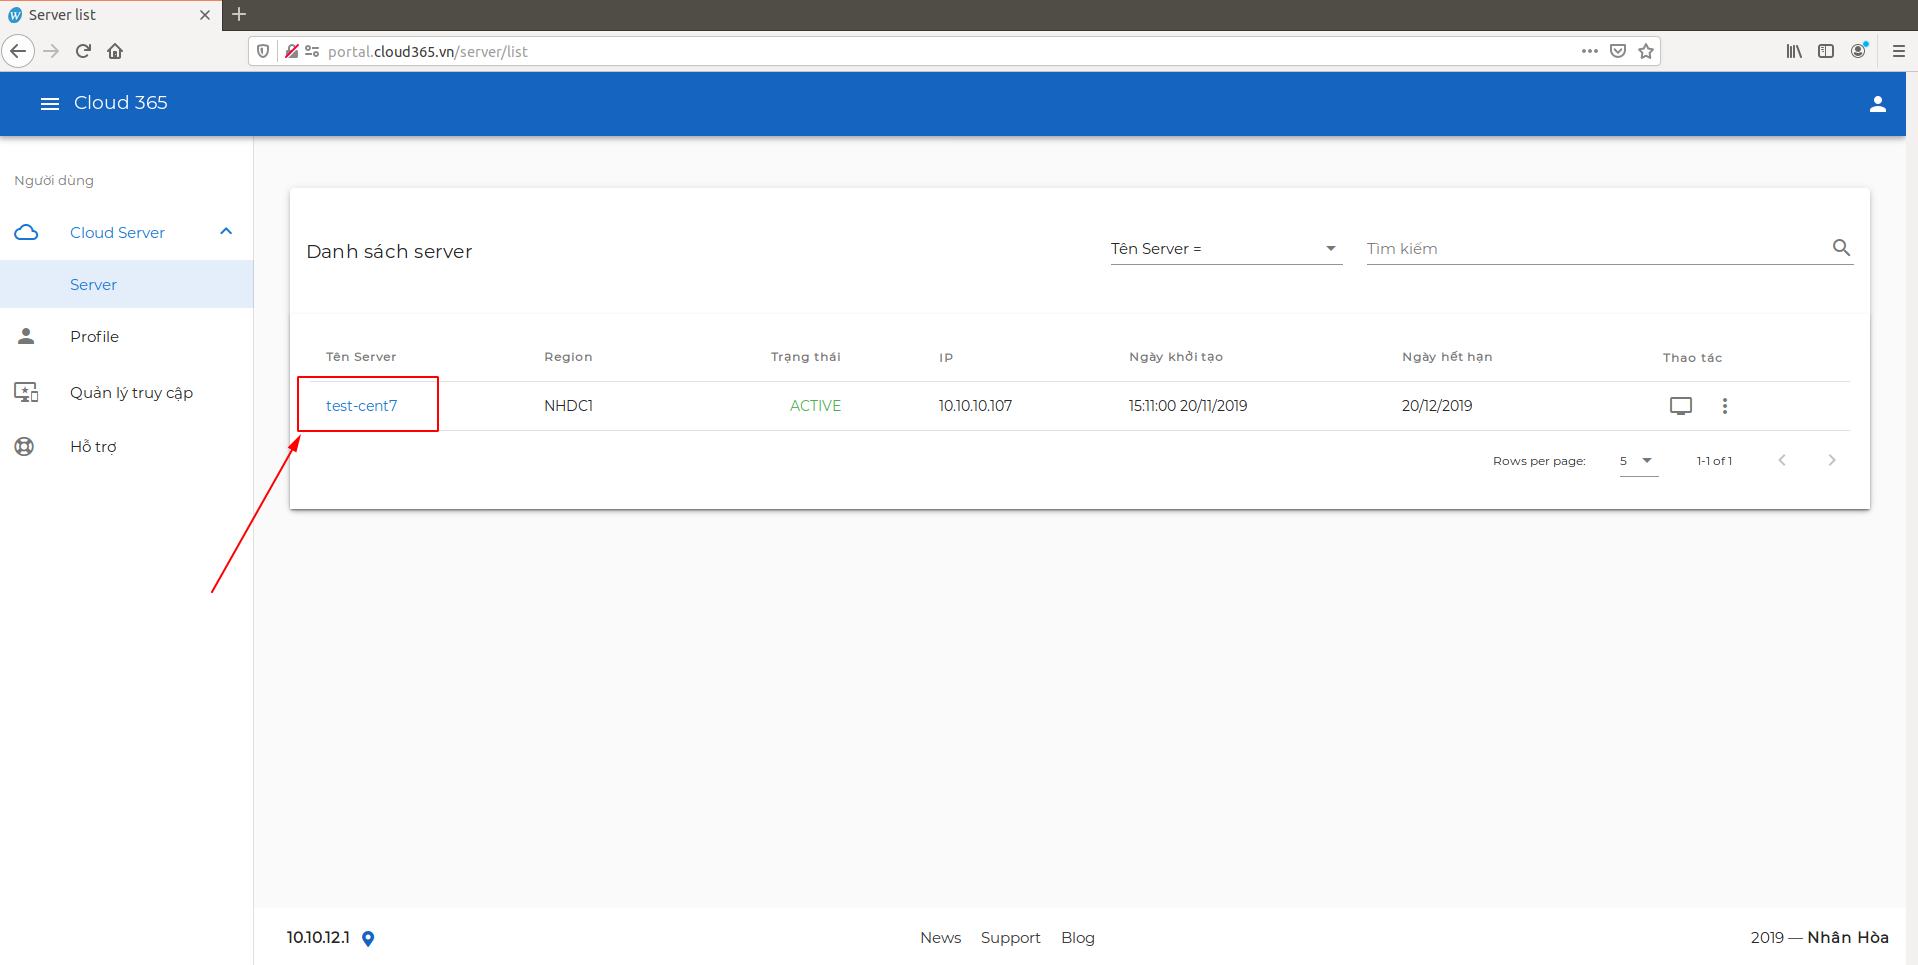 Server list
portal.cloud365.vn/server/list
Cloud 365
Người dùng
Cloud Server
Server
Profile
Quản lý truy cập
Hỗ trợ
Danh sách server
Tên Server =
Tìm kiếm
Tên Server Region Trạng thái IP Ngày khởi tạo Ngày hết hạn Thao tác
test-cent7 NHDC1 ACTIVE 10.10.10.107 15:11:00 20/11/2019 20/12/2019
Rows per page: 5 1-1 of 1
10.10.12.1 News Support Blog 2019 — Nhân Hòa